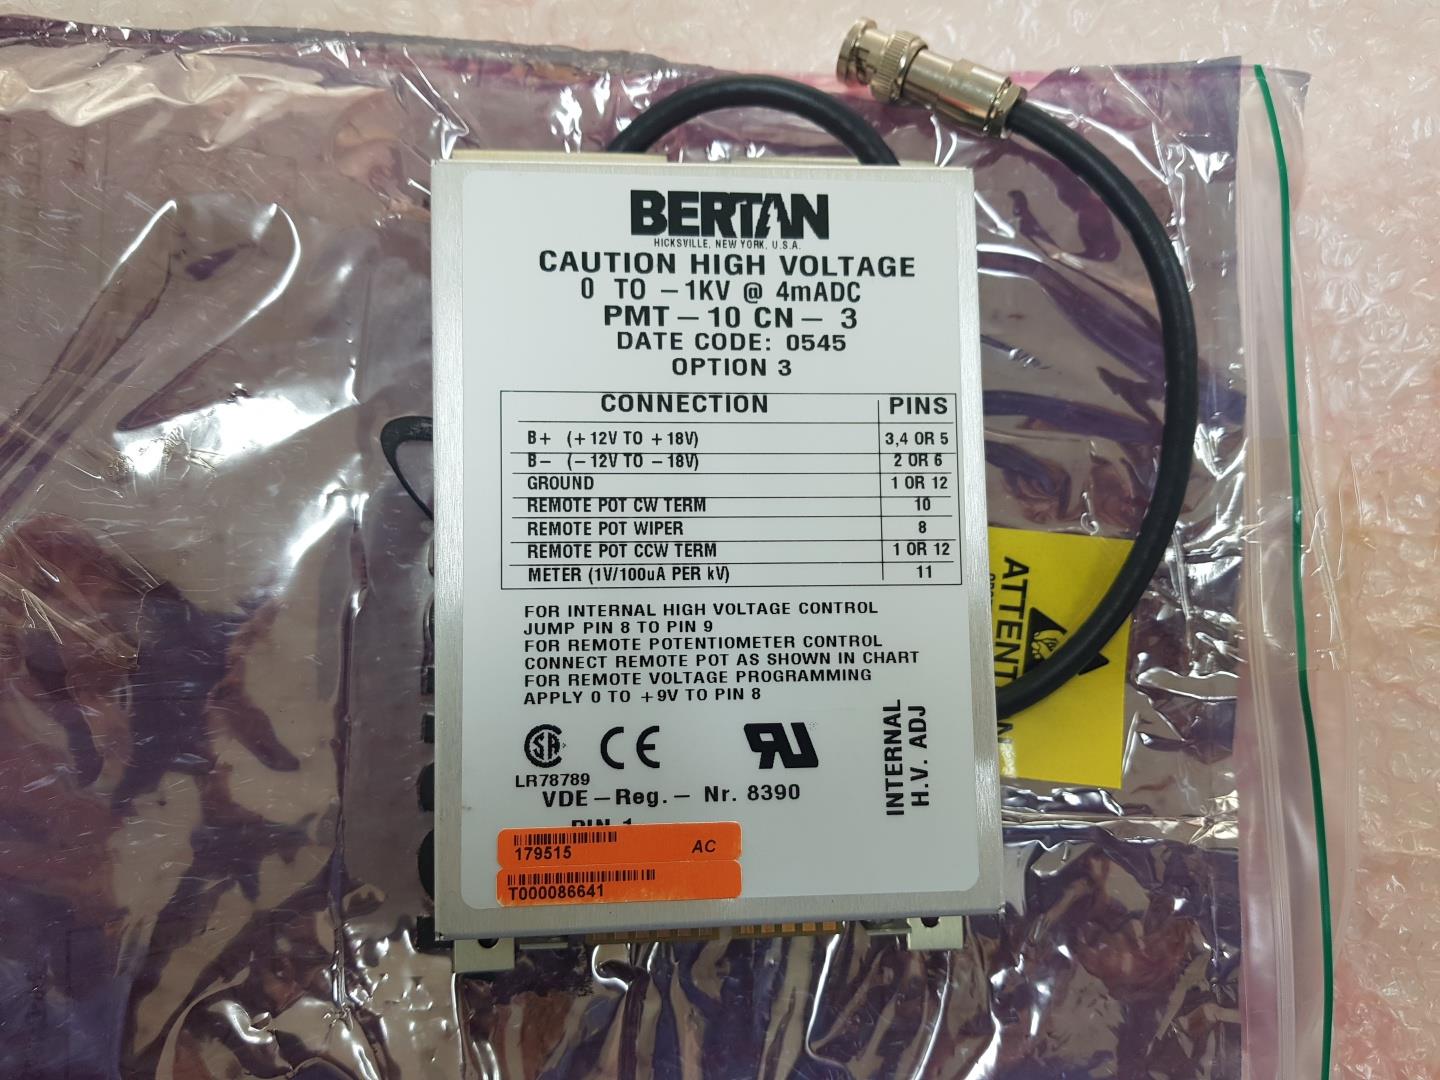 BERTAN
HICKSVILLE, NEW YORK, U.S.A.
CAUTION HIGH VOLTAGE
0 TO -1KV @ 4mADC
PMT-10 CN-3
DATE CODE: 0545
OPTION 3
CONNECTION PINS
B+ (+12V TO +18V) 3,4 OR 5
B- (-12V TO -18V) 2 OR 6
GROUND 1 OR 12
REMOTE POT CW TERM 10
REMOTE POT WIPER 8
REMOTE POT CCW TERM 1 OR 12
METER (1V/100uA PER kV) 11
FOR INTERNAL HIGH VOLTAGE CONTROL
JUMP PIN 8 TO PIN 9
FOR REMOTE POTENTIOMETER CONTROL
CONNECT REMOTE POT AS SHOWN IN CHART
FOR REMOTE VOLTAGE PROGRAMMING
APPLY 0 TO +9V TO PIN 8
INTERNAL
H.V. ADJ
SA CE RU
LR78789
VDE-Reg.-Nr. 8390
PIN 1
179515 AC
T000086641
ATTENT